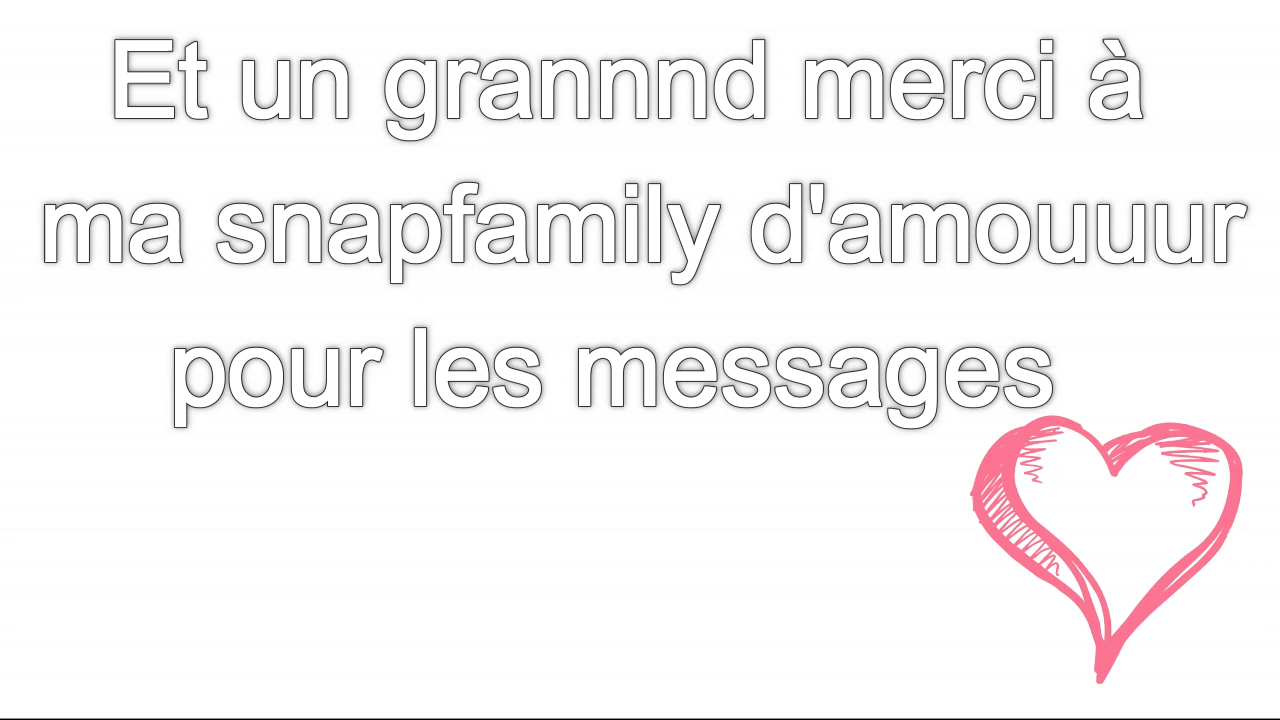 Et un grannnd merci à
ma snapfamily d'amouuur
pour les messages